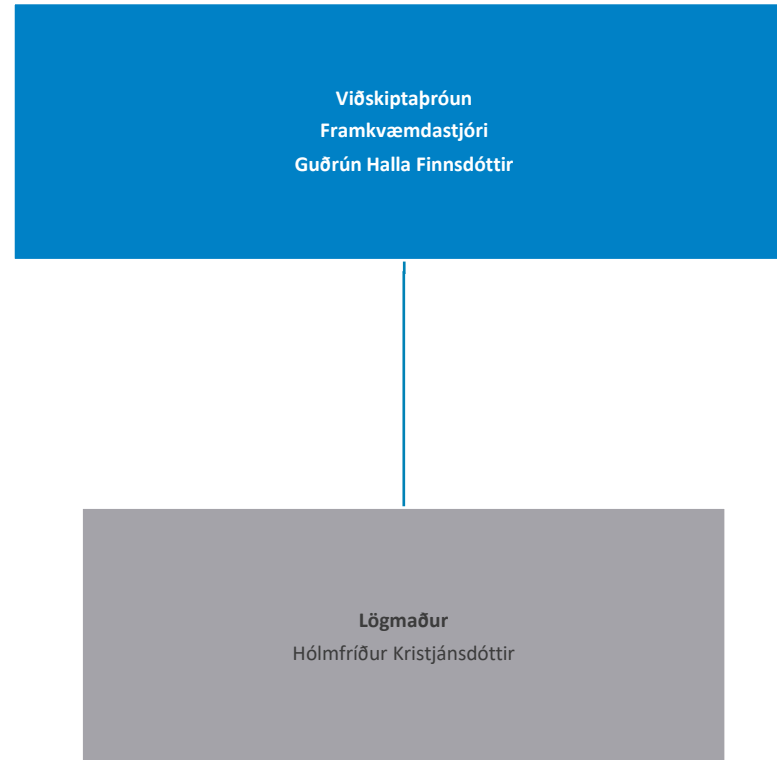 Viðskiptaþróun
Framkvæmdastjóri
Guðrún Halla Finnsdóttir
Lögmaður
Hólmfríður Kristjánsdóttir